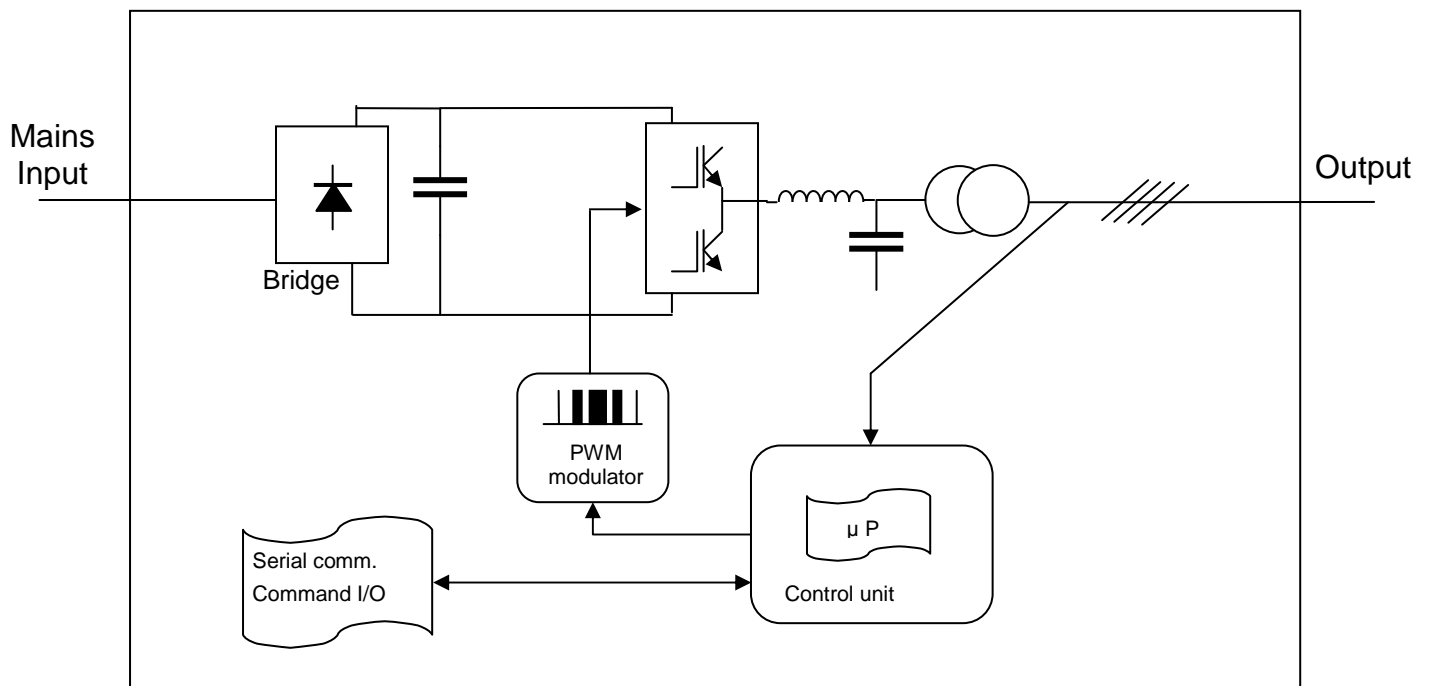 Mains
Input
Output
Bridge
PWM
modulator
µ P
Serial comm.
Command I/O
Control unit